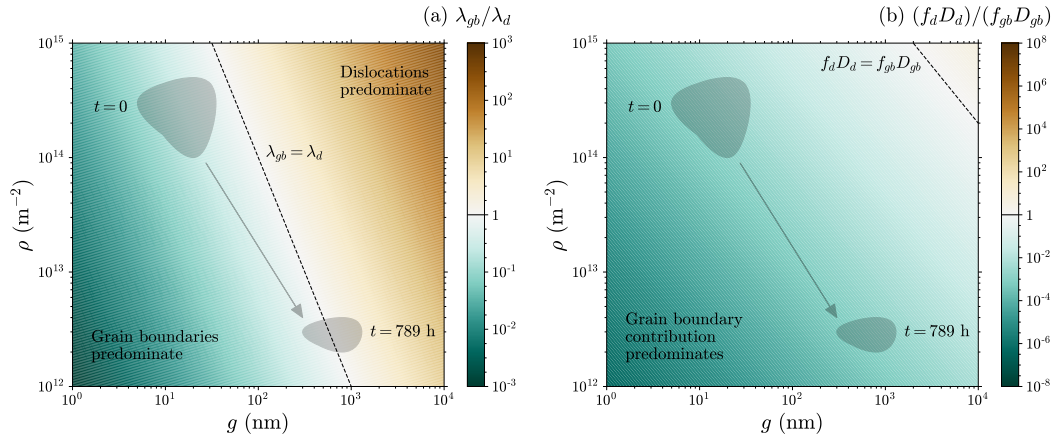 (a) λ_gb/λ_d
10^15
10^14
10^13
10^12
ρ (m^−2)
Dislocations
predominate
t = 0
λ_gb = λ_d
t = 789 h
Grain boundaries
predominate
10^0
10^1
10^2
10^3
10^4
g (nm)
10^3
10^2
10^1
1
10^-1
10^-2
10^-3
(b) (f_d D_d)/(f_gb D_gb)
10^15
10^14
10^13
10^12
ρ (m^−2)
f_d D_d = f_gb D_gb
t = 0
t = 789 h
Grain boundary
contribution
predominates
10^0
10^1
10^2
10^3
10^4
g (nm)
10^8
10^6
10^4
10^2
1
10^-2
10^-4
10^-6
10^-8